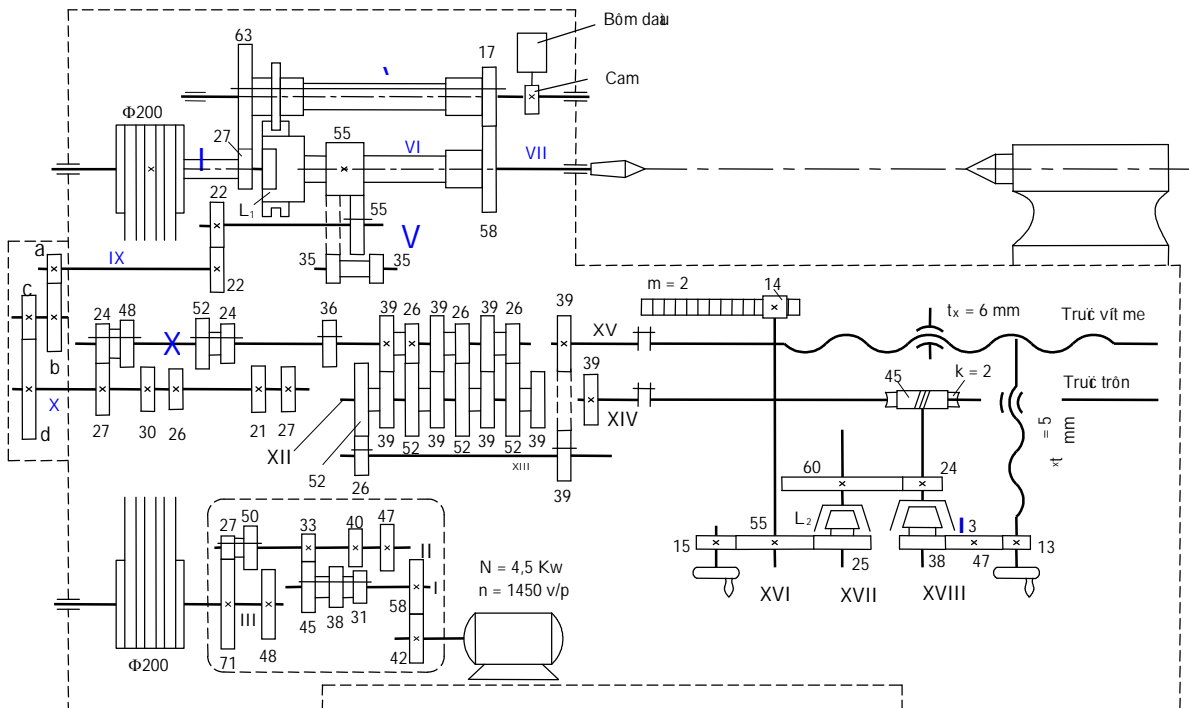 Bôm daàu
63
17
Cam
Φ200
27
55
VI
VII
I
22
L1
55
V
58
a
IX
35
35
22
c
m = 2
14
24
48
52
24
36
39
26
39
26
39
26
39
XV
tx = 6 mm
Truïc vít me
X
b
45
k = 2
Truïc trôn
X
d
27
30
26
21
27
XII
39
52
39
52
39
52
39
XIV
tx = 5 mm
XIII
52
26
39
60
24
27
50
33
40
47
II
L2
I
3
15
55
25
38
47
13
N = 4,5 Kw
n = 1450 v/p
I
58
XVI
XVII
XVIII
III
45
38
31
Φ200
71
48
42